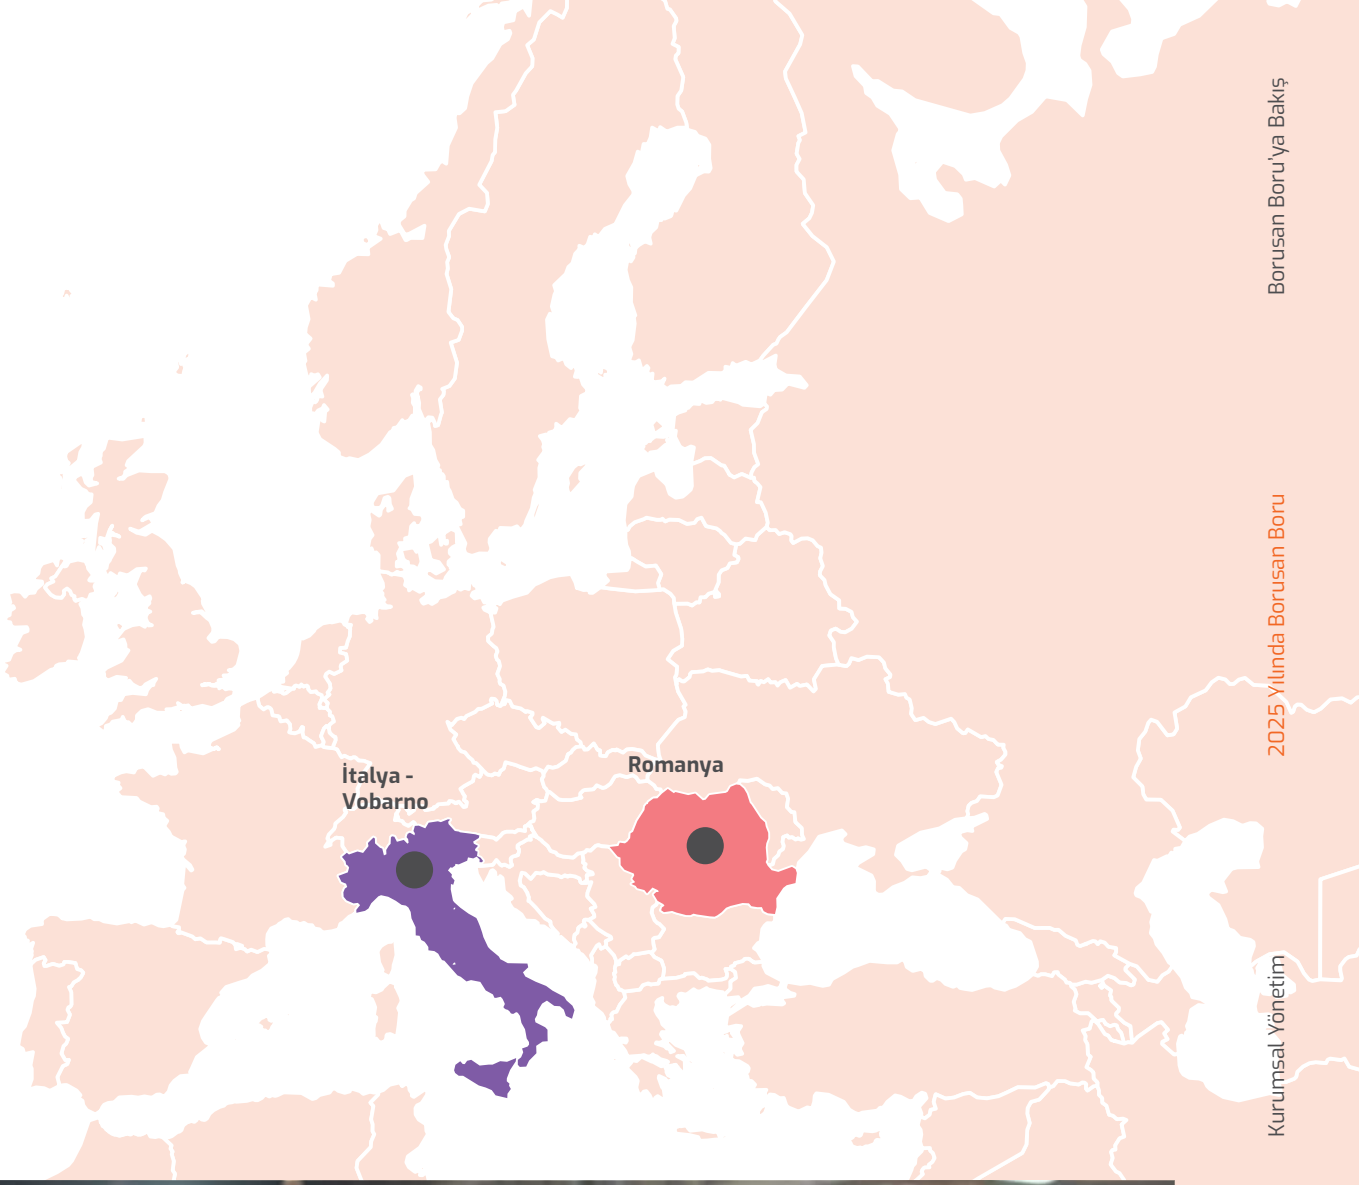 Borusan Boru'ya Bakış
2025 Yılında Borusan Boru
Kurumsal Yönetim
Romanya
İtalya -
Vobarno